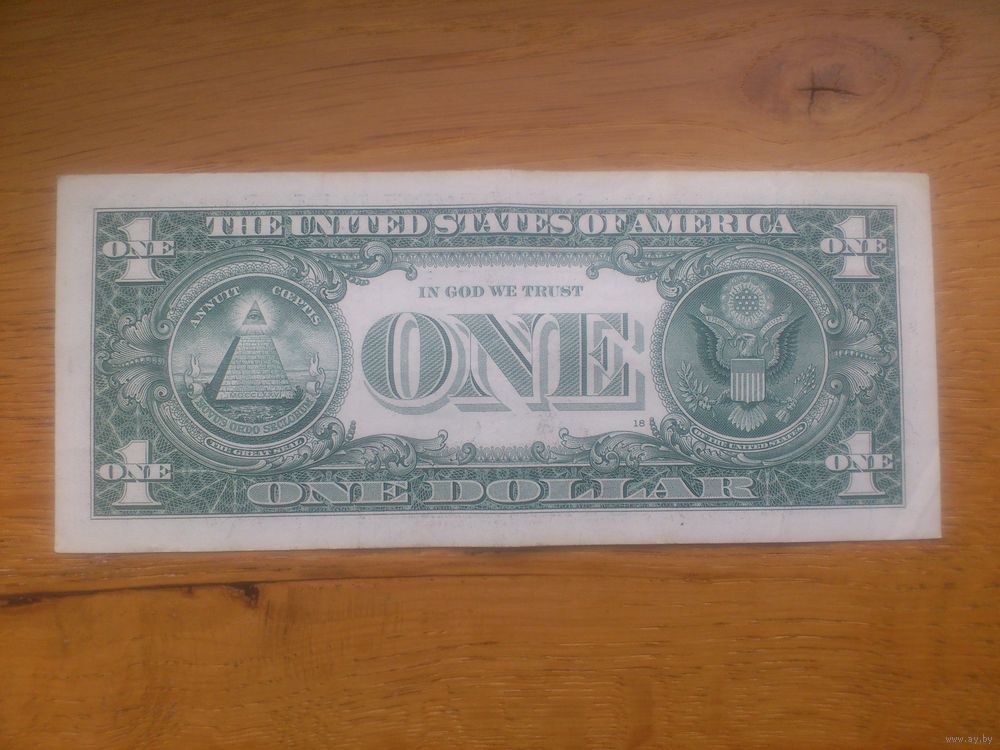 THE UNITED STATES OF AMERICA
1
ONE
1
ONE
ANNUIT CŒPTIS
MDCCLXXVI
NOVUS ORDO SECLORUM
THE GREAT SEAL
IN GOD WE TRUST
ONE
18
OF THE UNITED STATES
1
ONE
1
ONE
ONE DOLLAR
www.ay.by